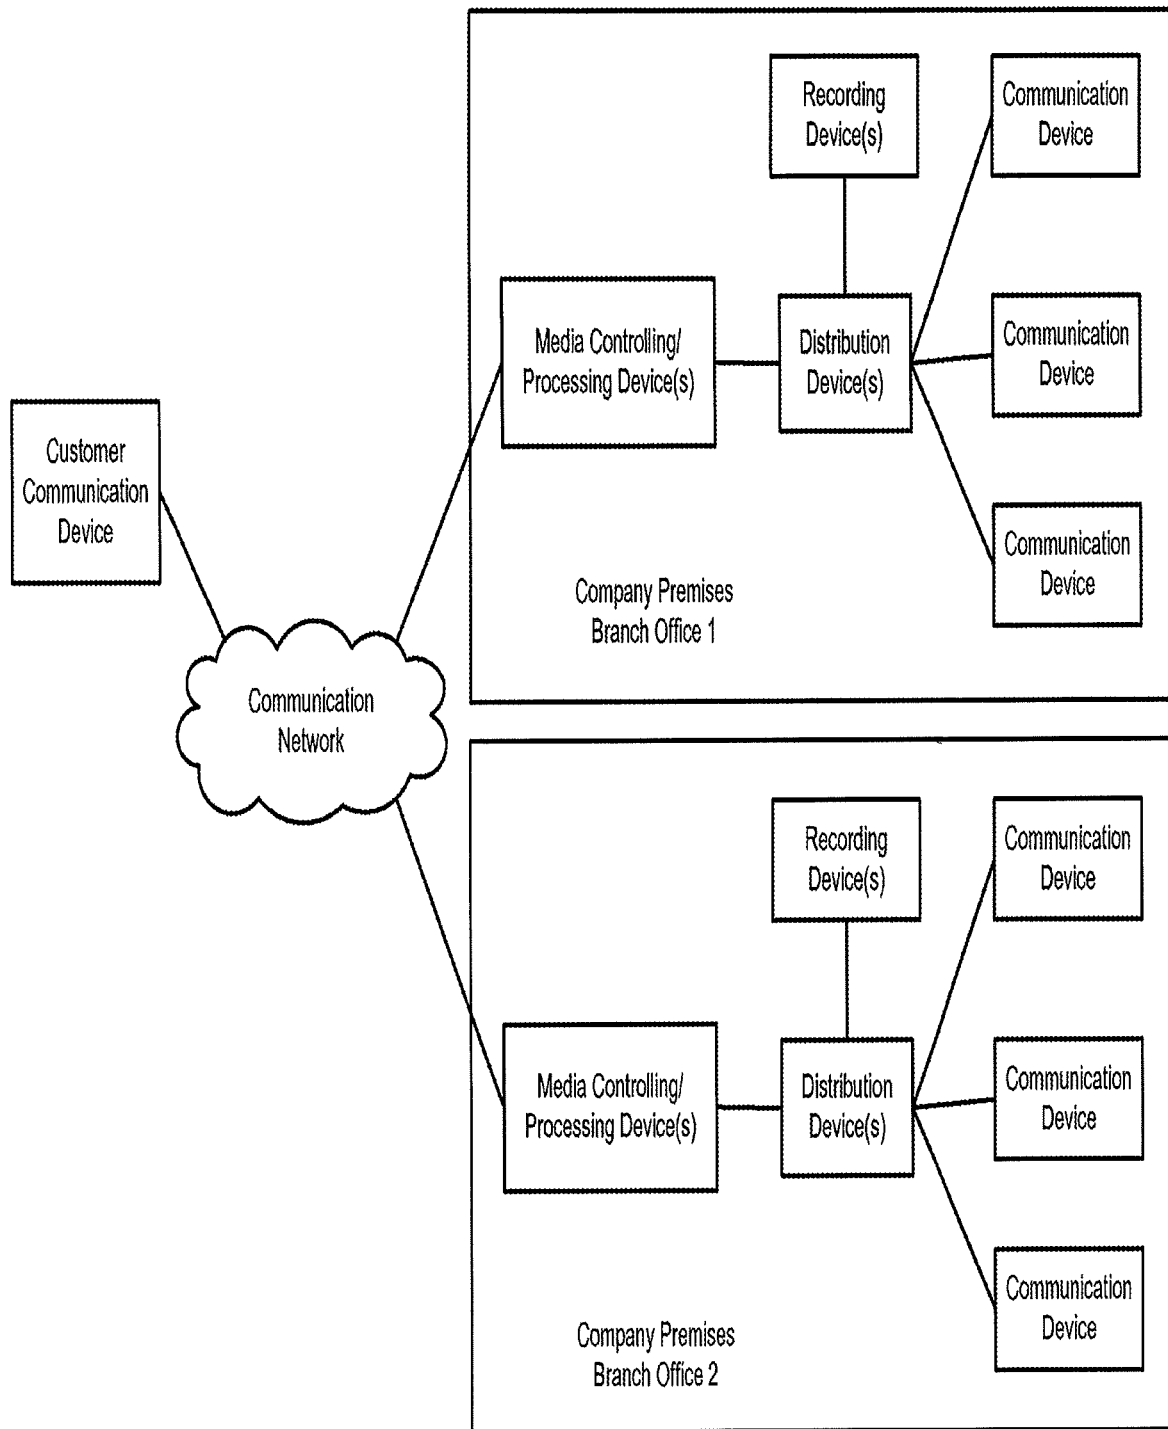 Recording
Device(s)
Communication
Device
Media Controlling/
Processing Device(s)
Distribution
Device(s)
Communication
Device
Customer
Communication
Device
Communication
Device
Company Premises
Branch Office 1
Communication
Network
Recording
Device(s)
Communication
Device
Media Controlling/
Processing Device(s)
Distribution
Device(s)
Communication
Device
Communication
Device
Company Premises
Branch Office 2